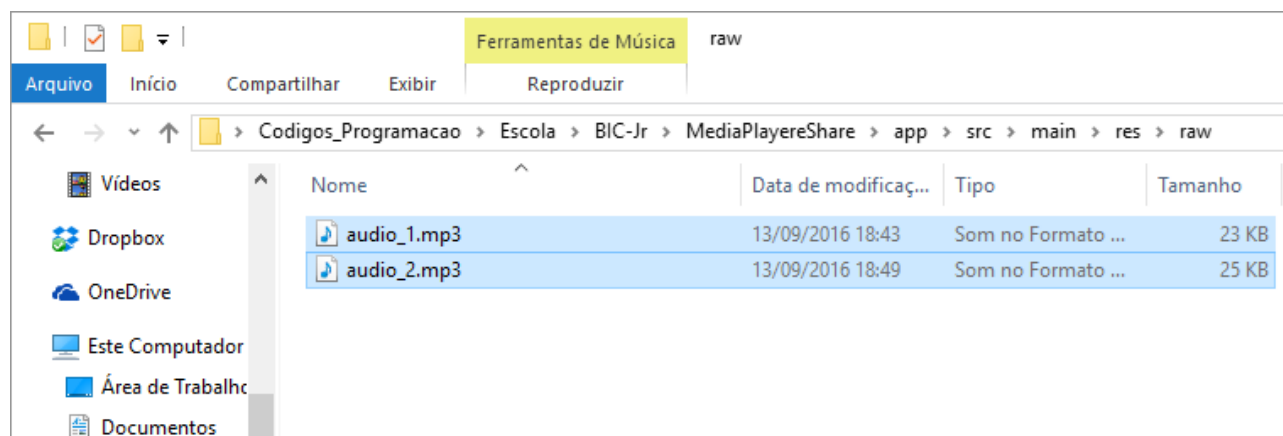 Ferramentas de Música raw
Arquivo Início Compartilhar Exibir Reproduzir
Codigos_Programacao > Escola > BIC-Jr > MediaPlayereShare > app > src > main > res > raw
Vídeos Nome Data de modificaç... Tipo Tamanho
Dropbox audio_1.mp3 13/09/2016 18:43 Som no Formato ... 23 KB
audio_2.mp3 13/09/2016 18:49 Som no Formato ... 25 KB
OneDrive
Este Computador
Área de Trabalho
Documentos